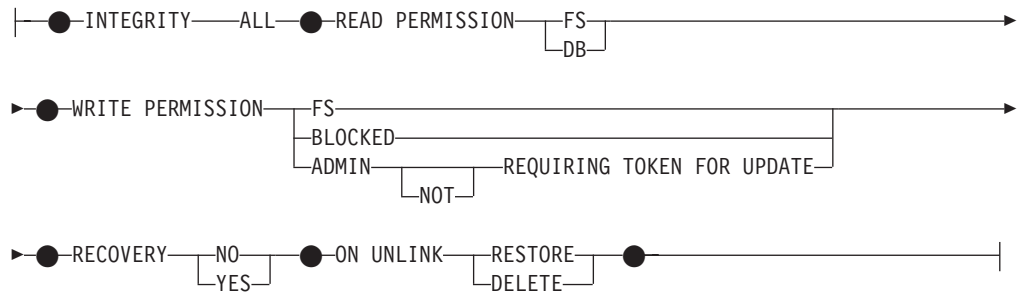 INTEGRITY ALL READ PERMISSION FS
DB
WRITE PERMISSION FS
BLOCKED
ADMIN REQUIRING TOKEN FOR UPDATE
NOT
RECOVERY NO ON UNLINK RESTORE
YES DELETE